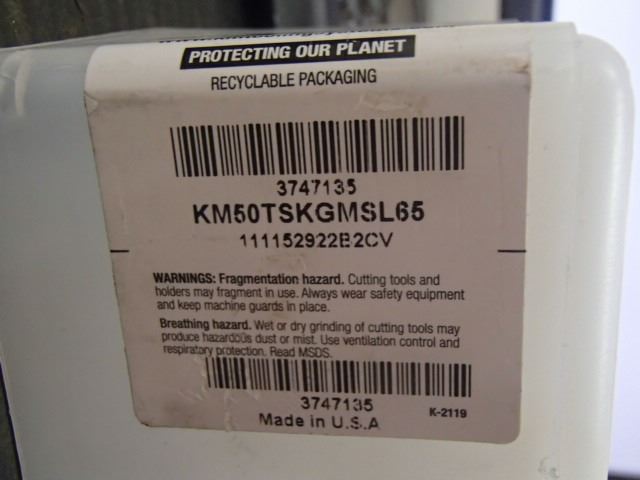 PROTECTING OUR PLANET
RECYCLABLE PACKAGING
3747135
KM50TSKGMSL65
111152922B2CV
WARNINGS: Fragmentation hazard. Cutting tools and
holders may fragment in use. Always wear safety equipment
and keep machine guards in place.
Breathing hazard. Wet or dry grinding of cutting tools may
produce hazardous dust or mist. Use ventilation control and
respiratory protection. Read MSDS.
3747135
K-2119
Made in U.S.A